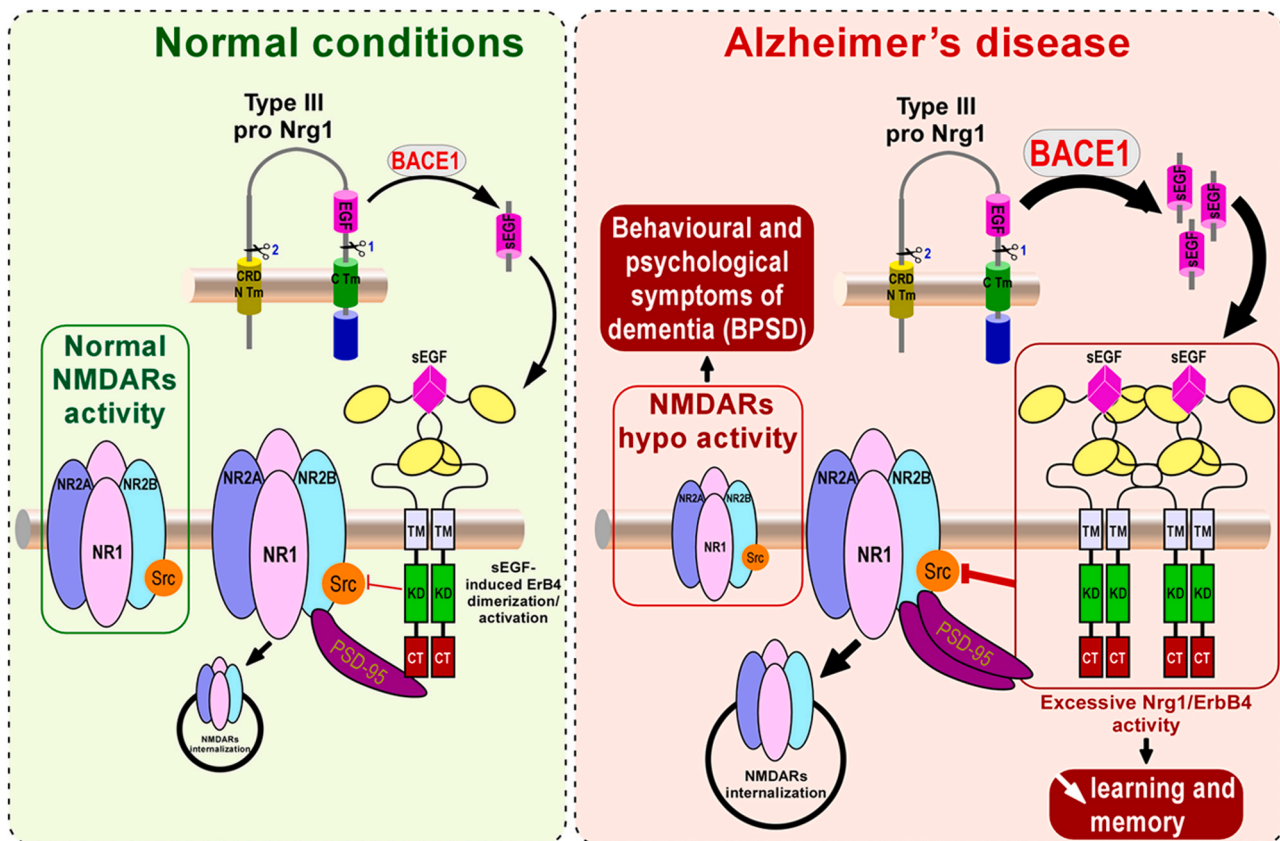 Normal conditions
Type III
pro Nrg1
BACE1
EGF
sEGF
2
1
CRD
N Tm
C Tm
Normal
NMDARs
activity
sEGF
NR2A
NR2B
NR1
Src
NR2A
NR2B
NR1
Src
TM
TM
KD
KD
CT
CT
sEGF-
induced ErB4
dimerization/
activation
PSD-95
NMDARs
internalization
Alzheimer's disease
Type III
pro Nrg1
BACE1
EGF
sEGF
sEGF
sEGF
2
1
CRD
N Tm
C Tm
Behavioural and
psychological
symptoms of
dementia (BPSD)
NMDARs
hypo activity
sEGF
sEGF
NR2A
NR2B
NR1
Src
NR2A
NR2B
NR1
Src
TM
TM
TM
TM
KD
KD
KD
KD
CT
CT
CT
CT
PSD-95
NMDARs
internalization
Excessive Nrg1/ErbB4
activity
learning and
memory